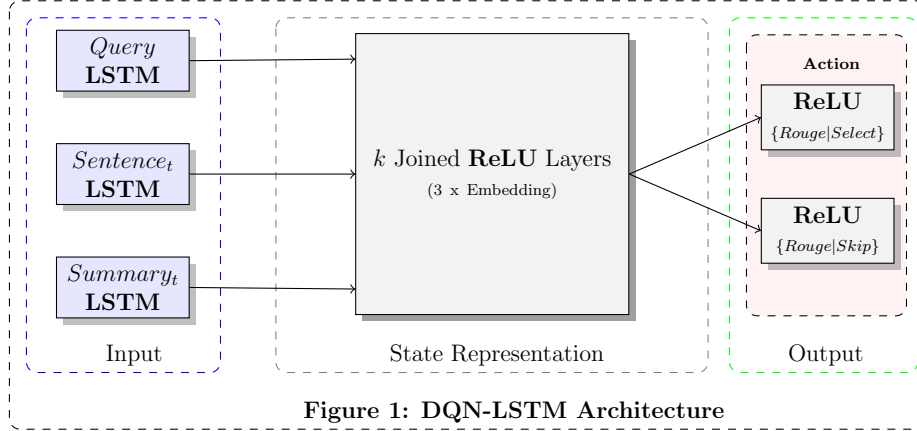 Query
LSTM
Sentence_t
LSTM
Summary_t
LSTM
Input
k Joined ReLU Layers
(3 x Embedding)
State Representation
Action
ReLU
{Rouge|Select}
ReLU
{Rouge|Skip}
Output
Figure 1: DQN-LSTM Architecture